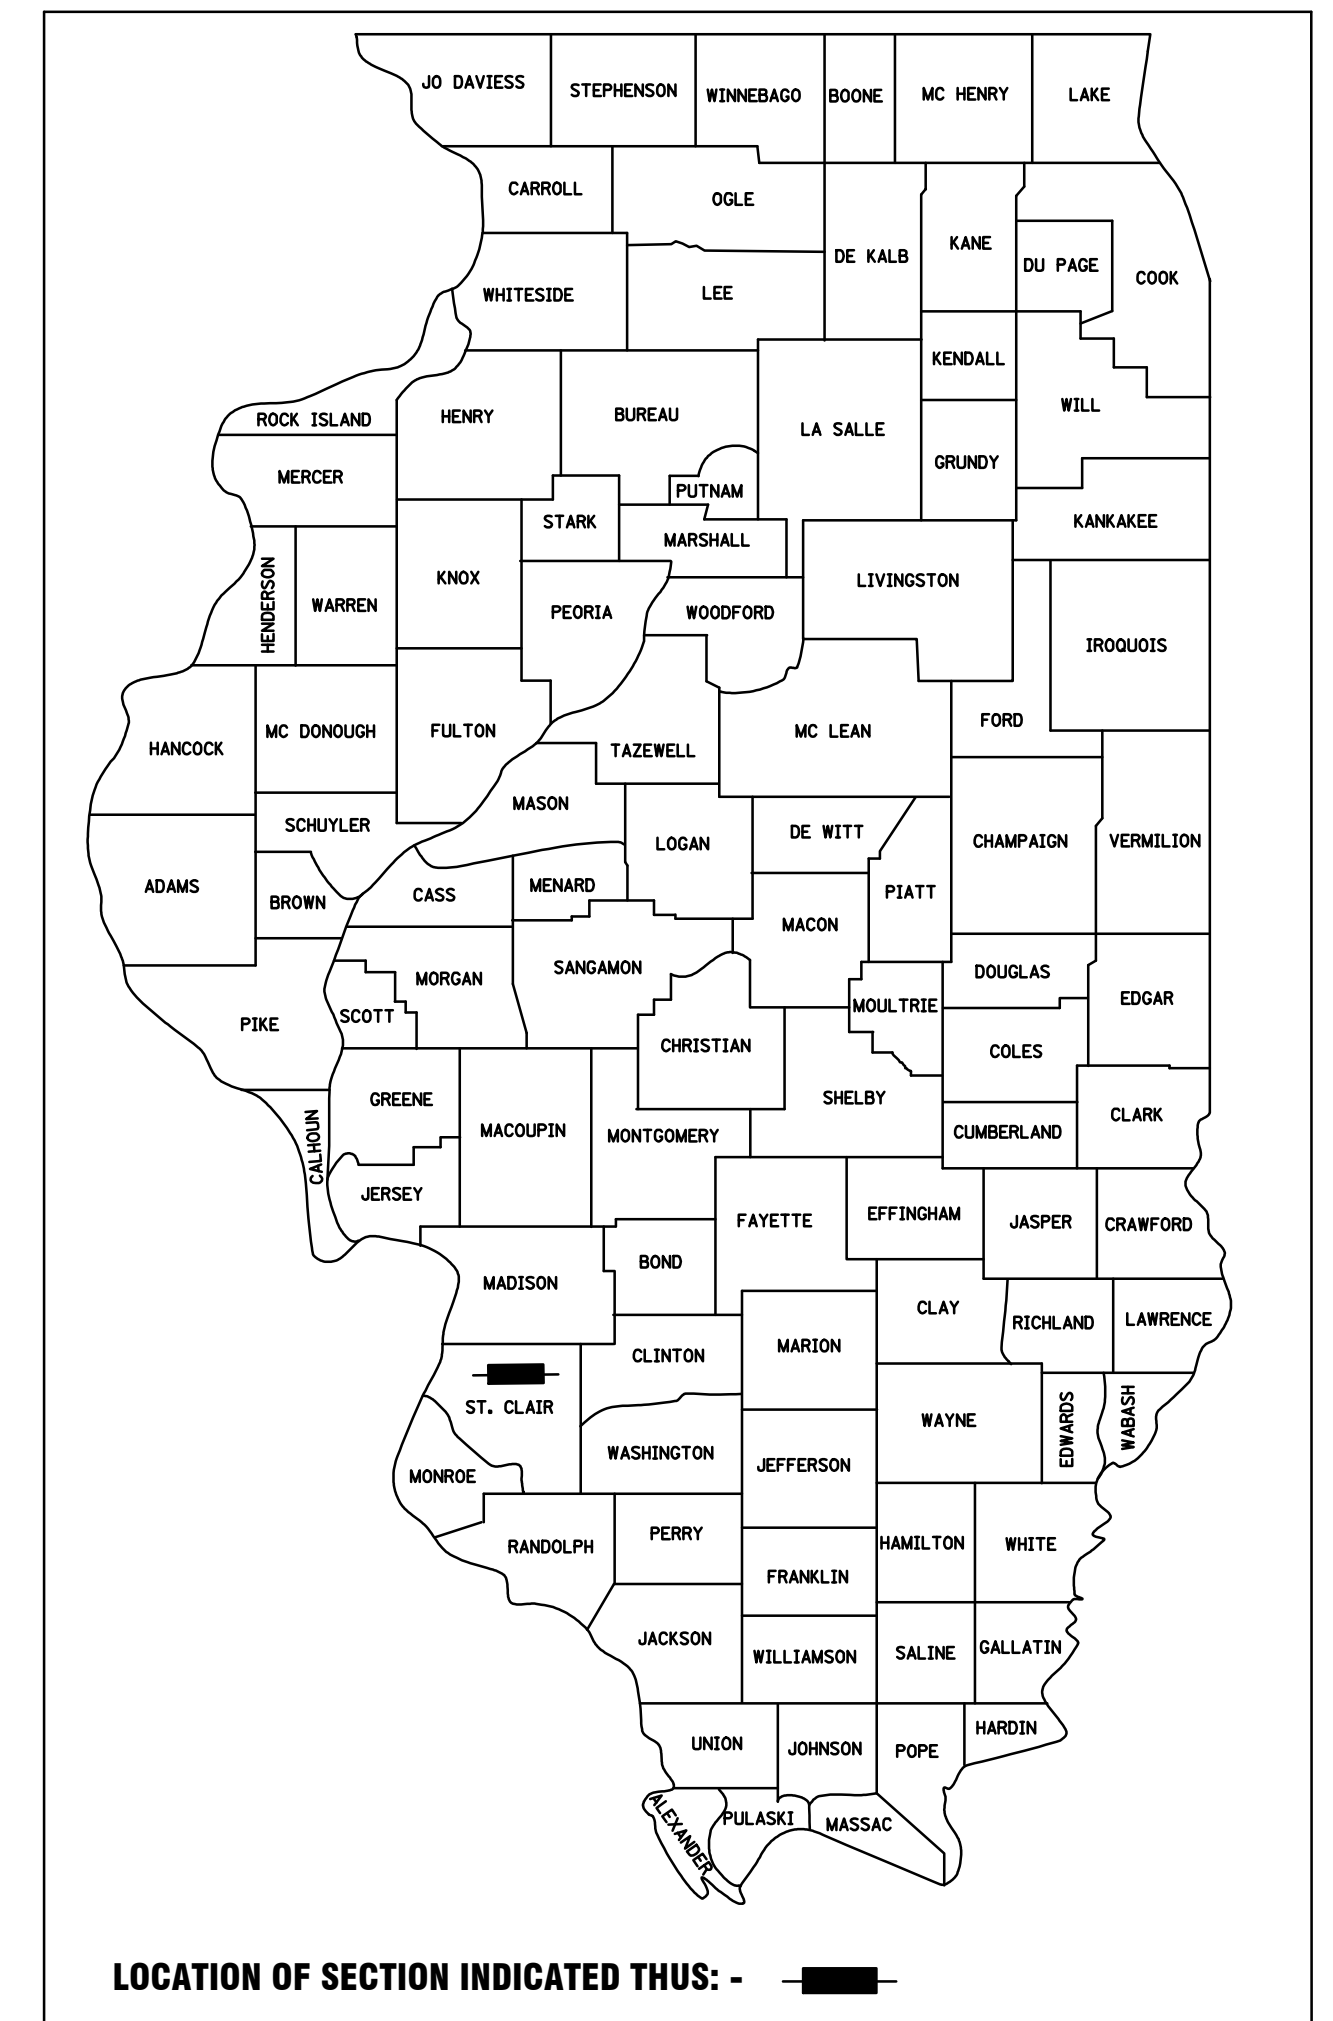 JO DAVIESS
STEPHENSON
WINNEBAGO
BOONE
MC HENRY
LAKE
CARROLL
OGLE
DE KALB
KANE
DU PAGE
COOK
WHITESIDE
LEE
KENDALL
WILL
ROCK ISLAND
HENRY
BUREAU
LA SALLE
GRUNDY
MERCER
PUTNAM
STARK
MARSHALL
KANKAKEE
HENDERSON
WARREN
KNOX
PEORIA
WOODFORD
LIVINGSTON
IROQUOIS
HANCOCK
MC DONOUGH
FULTON
TAZEWELL
MC LEAN
FORD
SCHUYLER
MASON
LOGAN
DE WITT
CHAMPAIGN
VERMILION
ADAMS
BROWN
CASS
MENARD
PIATT
MACON
PIKE
SCOTT
MORGAN
SANGAMON
CHRISTIAN
MOULTRIE
DOUGLAS
EDGAR
COLES
CALHOUN
GREENE
MACOUPIN
MONTGOMERY
SHELBY
CUMBERLAND
CLARK
JERSEY
FAYETTE
EFFINGHAM
JASPER
CRAWFORD
MADISON
BOND
CLAY
RICHLAND
LAWRENCE
CLINTON
MARION
ST. CLAIR
WAYNE
EDWARDS
WABASH
MONROE
WASHINGTON
JEFFERSON
RANDOLPH
PERRY
FRANKLIN
HAMILTON
WHITE
JACKSON
WILLIAMSON
SALINE
GALLATIN
UNION
JOHNSON
POPE
HARDIN
ALEXANDER
PULASKI
MASSAC
LOCATION OF SECTION INDICATED THUS: -